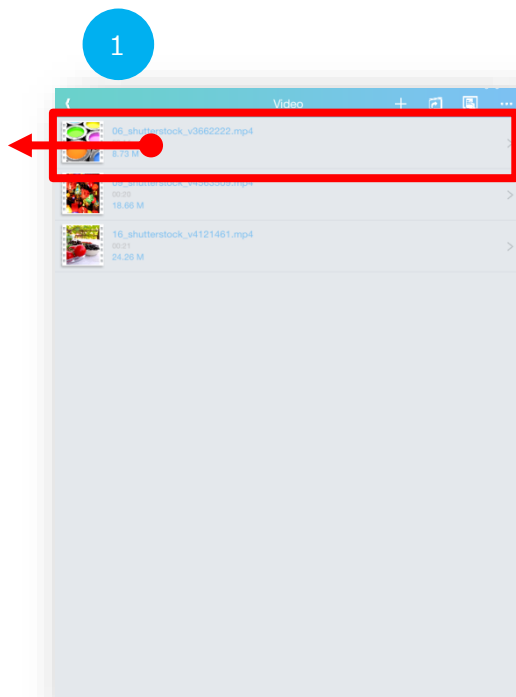 1
Video
06_shutterstock_v3662222.mp4
8.73 M
18.66 M
16_shutterstock_v4121461.mp4
00:21
24.26 M